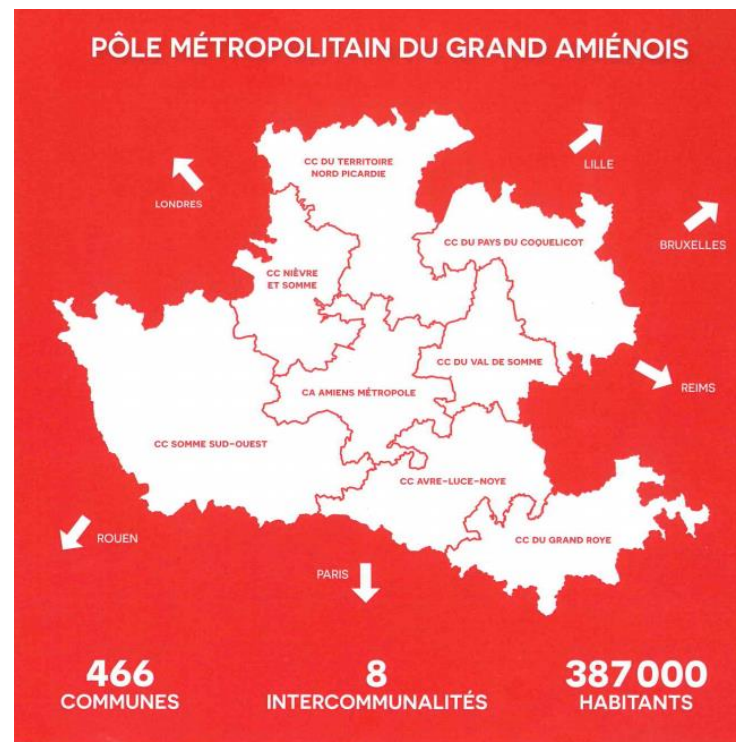 PÔLE MÉTROPOLITAIN DU GRAND AMIÉNOIS
CC DU TERRITOIRE
NORD PICARDIE
LILLE
LONDRES
BRUXELLES
CC DU PAYS DU COQUELICOT
CC NIÈVRE
ET SOMME
CC DU VAL DE SOMME
REIMS
CA AMIENS MÉTROPOLE
CC SOMME SUD-OUEST
CC AVRE-LUCE-NOYE
CC DU GRAND ROYE
ROUEN
PARIS
466
COMMUNES
8
INTERCOMMUNALITÉS
387 000
HABITANTS